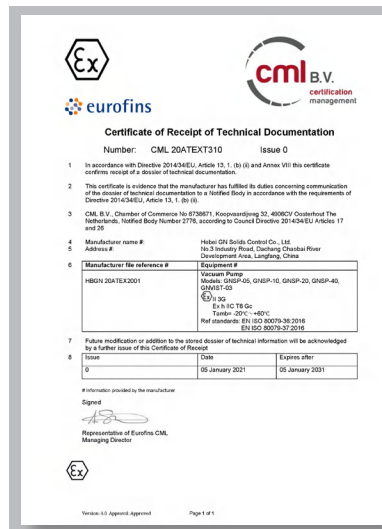 Ex
cml B.V.
certification
management
eurofins
Certificate of Receipt of Technical Documentation
Number: CML 20ATEXT310 Issue 0
1 In accordance with Directive 2014/34/EU, Article 13, 1. (b) (ii) and Annex VIII this certificate
confirms receipt of a dossier of technical documentation.
2 This certificate is evidence that the manufacturer has fulfilled its duties concerning communication
of the dossier of technical documentation to a Notified Body in accordance with the requirements of
Directive 2014/34/EU, Article 13, 1. (b) (ii).
3 CML B.V., Chamber of Commerce No 6738671, Koopvaardijweg 32, 4906CV Oosterhout The
Netherlands, Notified Body Number 2776, according to Council Directive 2014/34/EU Articles 17
and 26
4 Manufacturer name #: Hebei GN Solids Control Co., Ltd.
5 Address #: No.3 Industry Road, Dachang Chaobai River
Development Area, Langfang, China
6 Manufacturer file reference # Equipment #
HBGN 20ATEX2001 Vacuum Pump
Models: GNSP-05, GNSP-10, GNSP-20, GNSP-40,
GNVIST-03
Ex II 3G
Ex h IIC T6 Gc
Tamb= -20℃~+60℃
Ref standards: EN ISO 80079-36:2016
EN ISO 80079-37:2016
7 Future modification or addition to the stored dossier of technical information will be acknowledged
by a further issue of this Certificate of Receipt
8 Issue Date Expires after
0 05 January 2021 05 January 2031
# Information provided by the manufacturer
Signed
Representative of Eurofins CML
Managing Director
Ex
Version 4.0 Approval: Approved Page 1 of 1